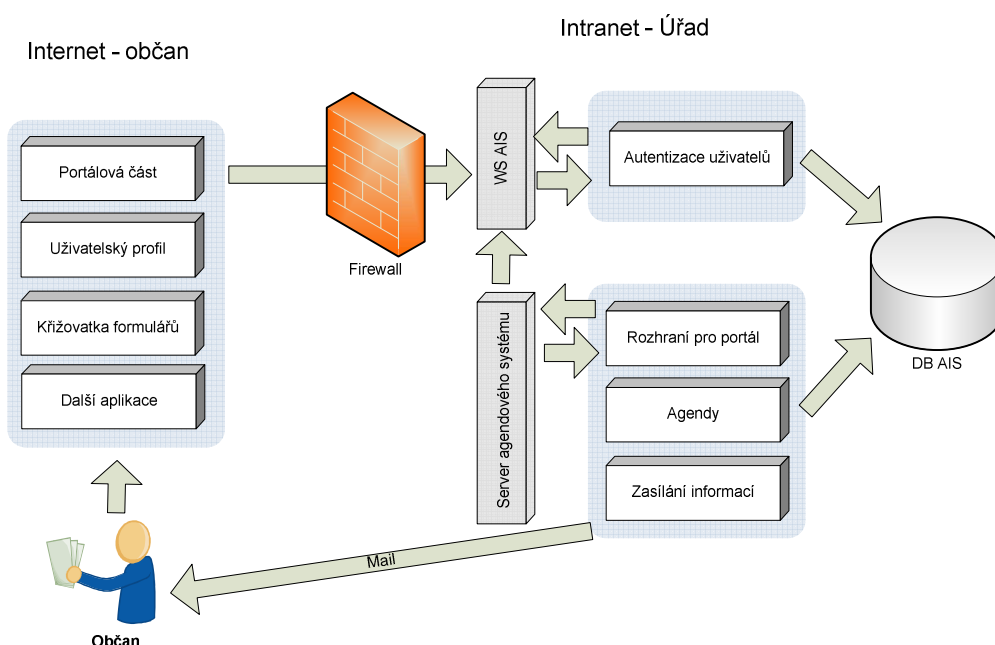 Internet - občan
Intranet - Úřad
Portálová část
Uživatelský profil
Křižovatka formulářů
Další aplikace
Firewall
WS AIS
Autentizace uživatelů
Server agendového systému
Rozhraní pro portál
Agendy
Zasílání informací
DB AIS
Mail
Občan